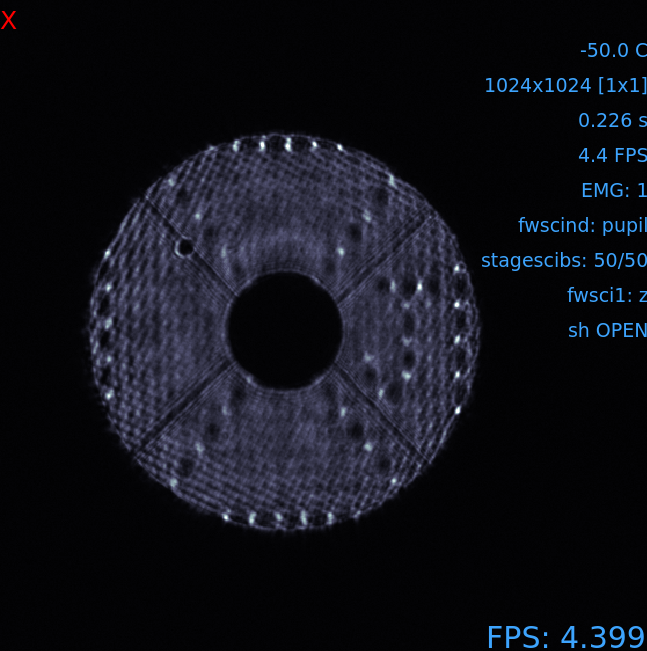 X
-50.0 C
1024x1024 [1x1]
0.226 s
4.4 FPS
EMG: 1
fwscind: pupil
stagescibs: 50/50
fwsci1: z
sh OPEN
FPS: 4.399